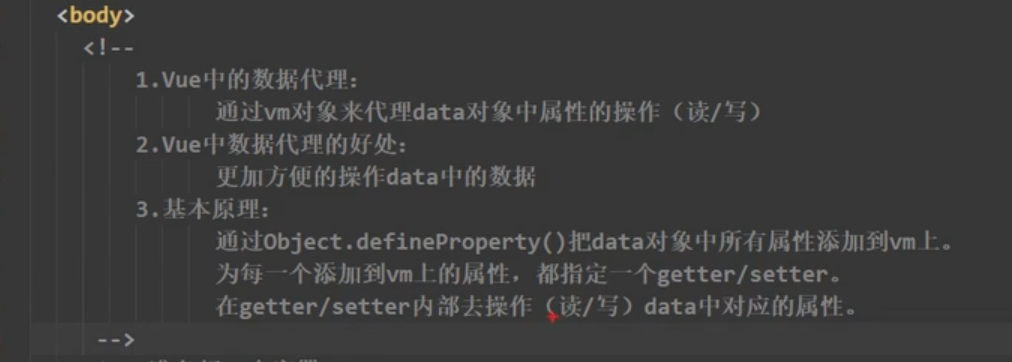 <body>
<!--
1.Vue中的数据代理：
通过vm对象来代理data对象中属性的操作（读/写）
2.Vue中数据代理的好处：
更加方便的操作data中的数据
3.基本原理：
通过Object.defineProperty()把data对象中所有属性添加到vm上。
为每一个添加到vm上的属性，都指定一个getter/setter。
在getter/setter内部去操作（读/写）data中对应的属性。
-->